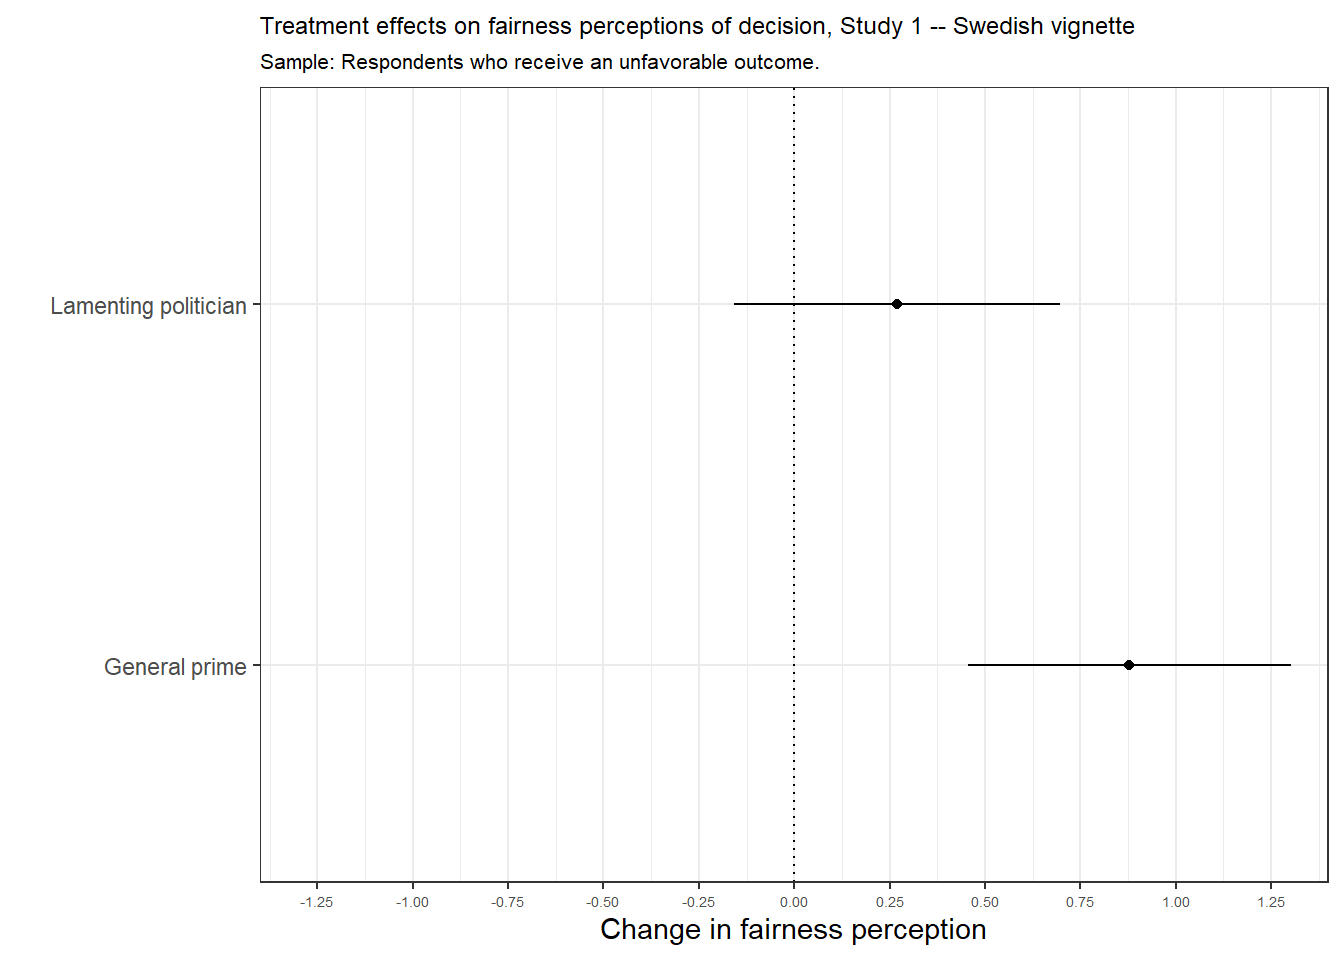 Treatment effects on fairness perceptions of decision, Study 1 -- Swedish vignette
Sample: Respondents who receive an unfavorable outcome.
Lamenting politician
General prime
-1.25 -1.00 -0.75 -0.50 -0.25 0.00 0.25 0.50 0.75 1.00 1.25
Change in fairness perception